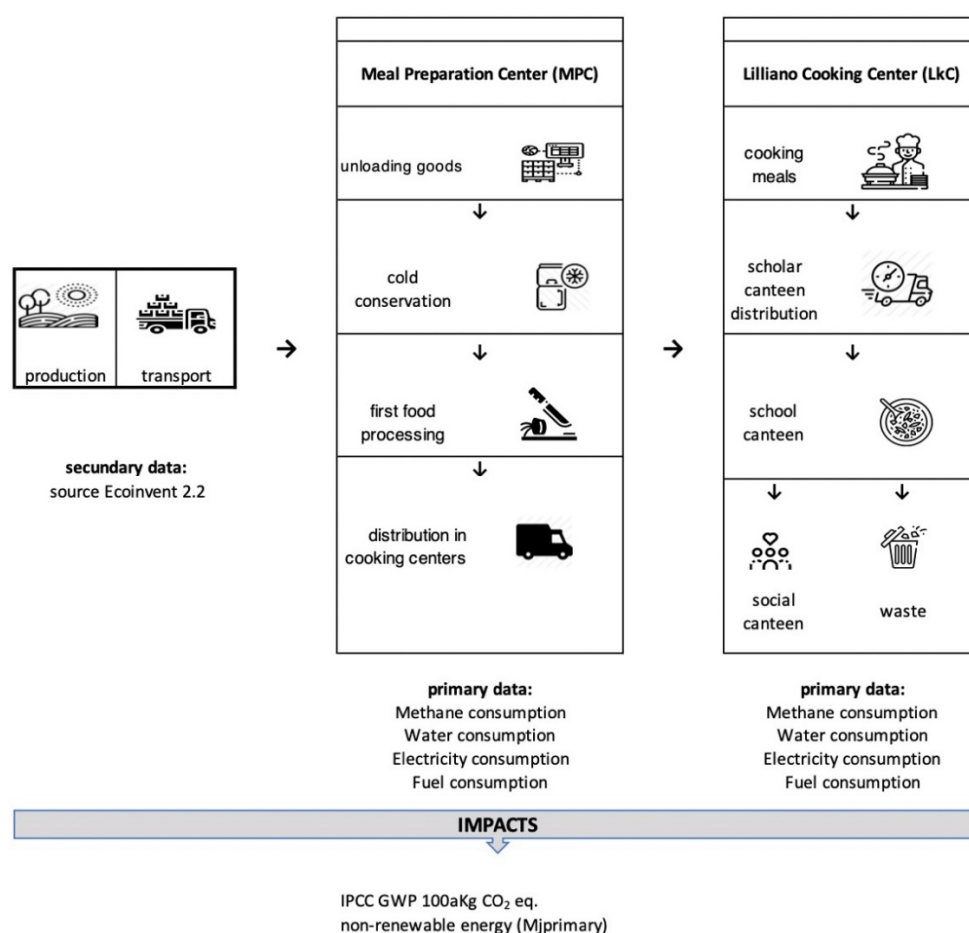 Meal Preparation Center (MPC)
unloading goods
cold
conservation
first food
processing
distribution in
cooking centers
Lilliano Cooking Center (LkC)
cooking
meals
scholar
canteen
distribution
school
canteen
social
canteen
waste
production
transport
secundary data:
source Ecoinvent 2.2
primary data:
Methane consumption
Water consumption
Electricity consumption
Fuel consumption
primary data:
Methane consumption
Water consumption
Electricity consumption
Fuel consumption
IMPACTS
IPCC GWP 100aKg CO₂ eq.
non-renewable energy (Mjprimary)